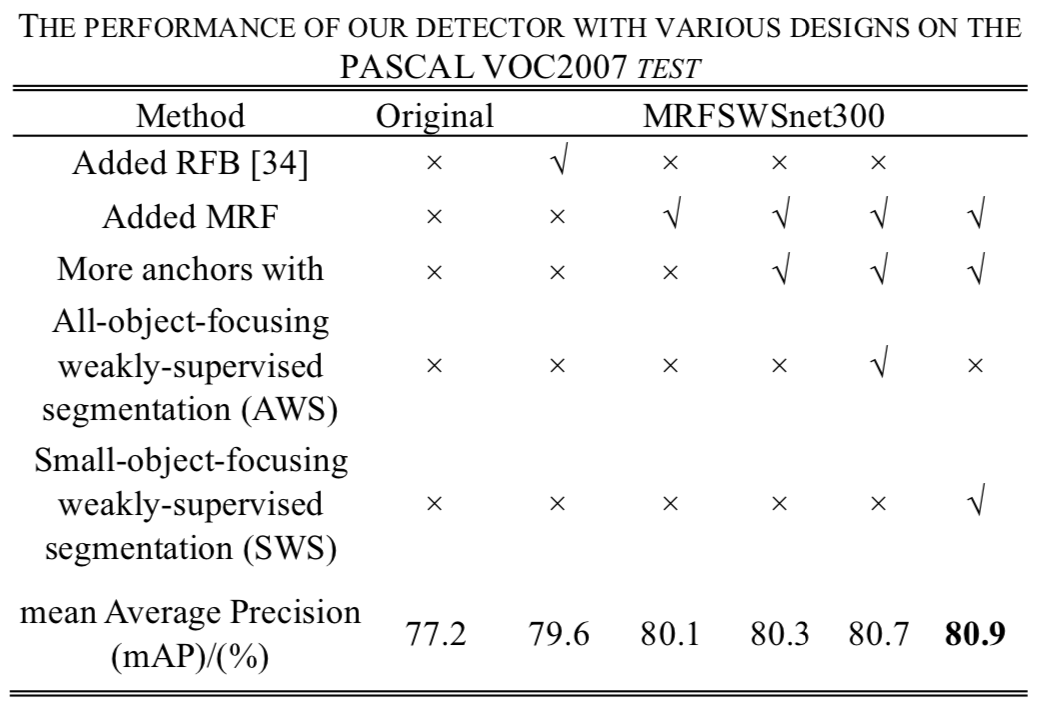 THE PERFORMANCE OF OUR DETECTOR WITH VARIOUS DESIGNS ON THE
PASCAL VOC2007 TEST
Method Original MRFSWSnet300
Added RFB [34] × √ × × ×
Added MRF × × √ √ √ √
More anchors with × × × √ √ √
All-object-focusing
weakly-supervised × × × × √ ×
segmentation (AWS)
Small-object-focusing
weakly-supervised × × × × × √
segmentation (SWS)
mean Average Precision
77.2 79.6 80.1 80.3 80.7 80.9
(mAP)/(%)